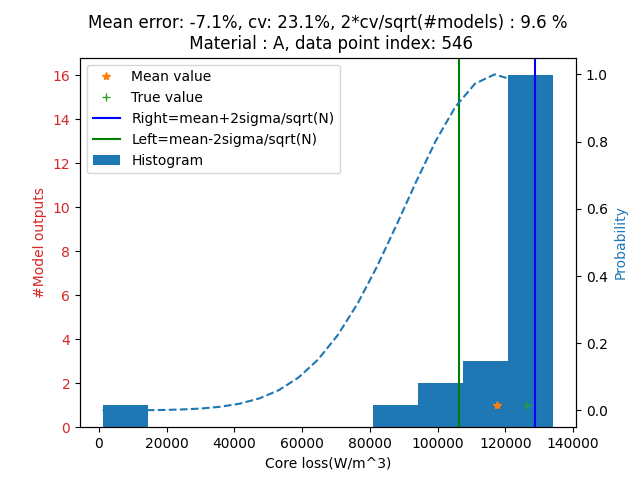 Mean error: -7.1%, cv: 23.1%, 2*cv/sqrt(#models) : 9.6 %
Material : A, data point index: 546
Mean value
True value
Right=mean+2sigma/sqrt(N)
Left=mean-2sigma/sqrt(N)
Histogram
16
14
12
10
8
6
4
2
0
#Model outputs
1.0
0.8
0.6
0.4
0.2
0.0
Probability
0 20000 40000 60000 80000 100000 120000 140000
Core loss(W/m^3)